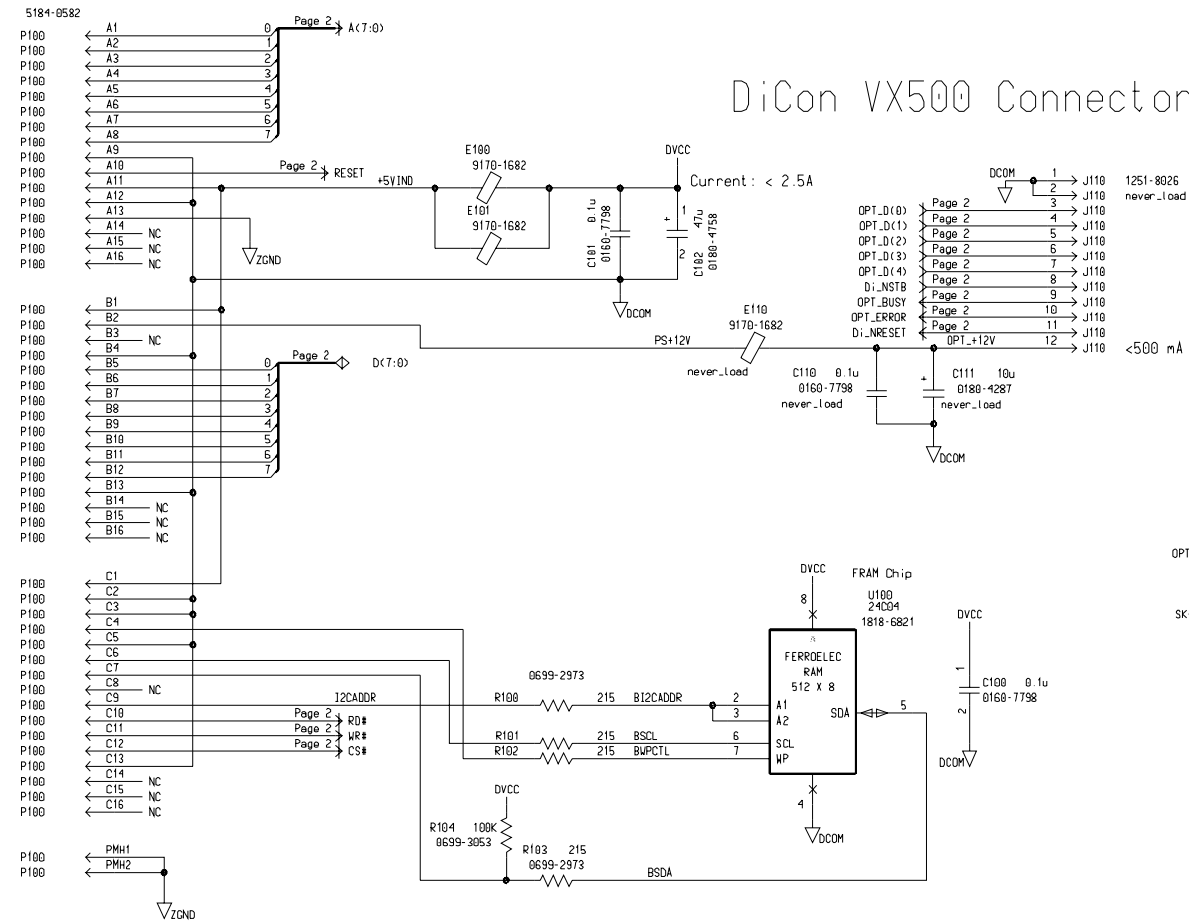 5184-0582
P100 A1 0 Page 2 A(7:0)
P100 A2 1
P100 A3 2
P100 A4 3
P100 A5 4
P100 A6 5
P100 A7 6
P100 A8 7
P100 A9
P100 A10 Page 2 RESET
P100 A11 +5VIND
P100 A12
P100 A13
P100 A14 NC
P100 A15 NC
P100 A16 NC
ZGND
DiCon VX500 Connector
E100
9170-1682
E101
9170-1682
DVCC
Current: < 2.5A
C101 0.1u
0160-7798
+ 1
2
C102 47u
0180-4758
DCOM
DCOM 1 J110 1251-8026
2 J110 never_load
OPT_D(0) Page 2 3 J110
OPT_D(1) Page 2 4 J110
OPT_D(2) Page 2 5 J110
OPT_D(3) Page 2 6 J110
OPT_D(4) Page 2 7 J110
Di_NSTB Page 2 8 J110
OPT_BUSY Page 2 9 J110
OPT_ERROR Page 2 10 J110
Di_NRESET Page 2 11 J110
OPT_+12V 12 J110 <500 mA
P100 B1
P100 B2
P100 B3 NC
P100 B4
P100 B5 0 Page 2 D(7:0)
P100 B6 1
P100 B7 2
P100 B8 3
P100 B9 4
P100 B10 5
P100 B11 6
P100 B12 7
P100 B13
P100 B14 NC
P100 B15 NC
P100 B16 NC
PS+12V
E110
9170-1682
never_load
C110 0.1u
0160-7798
never_load
+
C111 10u
0180-4287
never_load
DCOM
OPT
SK
P100 C1
P100 C2
P100 C3
P100 C4
P100 C5
P100 C6
P100 C7
P100 C8 NC
P100 C9 I2CADDR
P100 C10 Page 2 RD#
P100 C11 Page 2 WR#
P100 C12 Page 2 CS#
P100 C13
P100 C14 NC
P100 C15 NC
P100 C16 NC
0699-2973
R100 215 BI2CADDR 2
3
R101 215 BSCL 6
R102 215 BWPCTL 7
DVCC
8
FRAM Chip
U100
24C04
1818-6821
FERROELEC
RAM
512 X 8
A1
A2
SCL
WP
SDA 5
4
DCOM
DVCC
1
C100 0.1u
0160-7798
2
DCOM
DVCC
R104 100K
0699-3053
R103 215
0699-2973
BSDA
P100 PMH1
P100 PMH2
ZGND